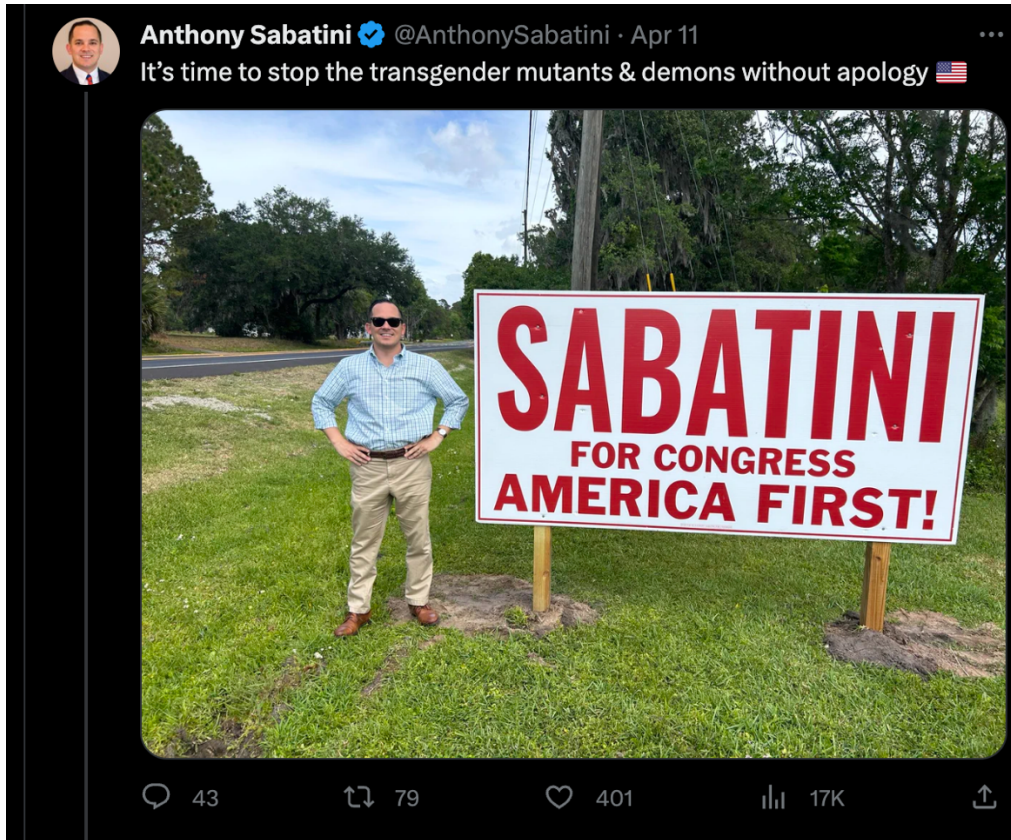 Anthony Sabatini @AnthonySabatini · Apr 11
It's time to stop the transgender mutants & demons without apology 🇺🇸
SABATINI
FOR CONGRESS
AMERICA FIRST!
43 79 401 17K